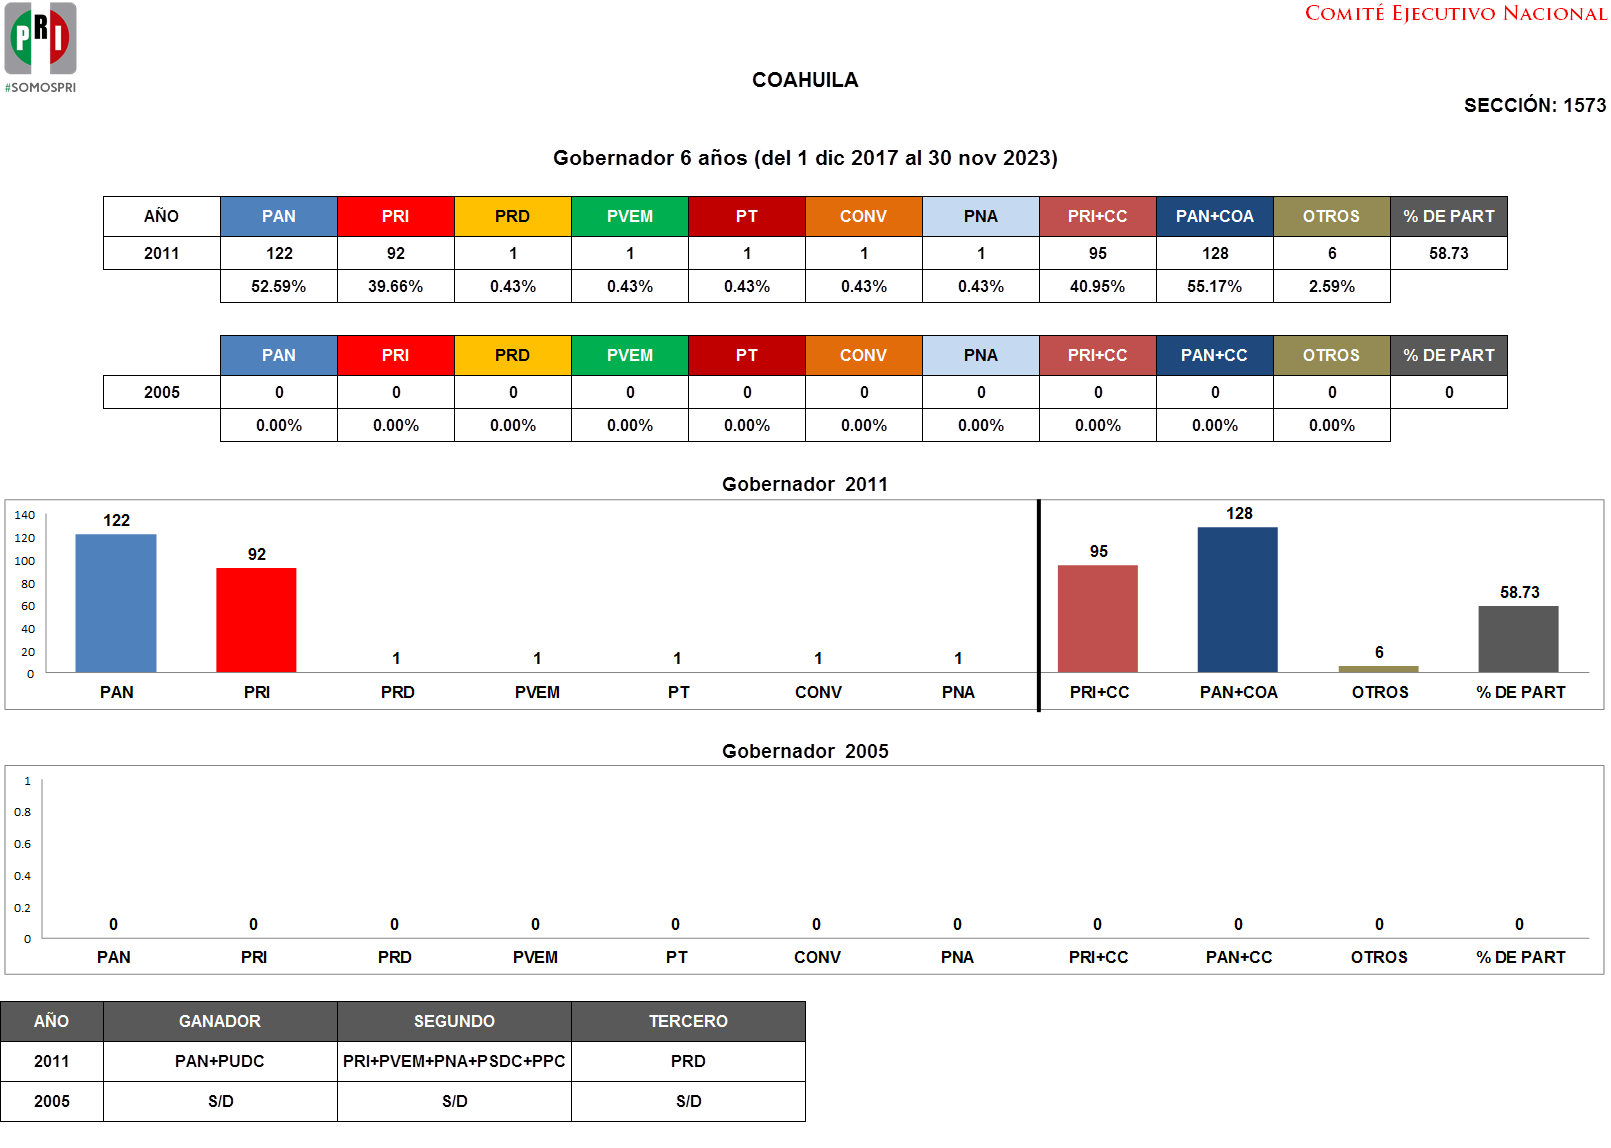 PRI
#SOMOSPRI
COMITÉ EJECUTIVO NACIONAL
COAHUILA
SECCIÓN: 1573
Gobernador 6 años (del 1 dic 2017 al 30 nov 2023)
AÑO PAN PRI PRD PVEM PT CONV PNA PRI+CC PAN+COA OTROS % DE PART
2011 122 92 1 1 1 1 1 95 128 6 58.73
52.59% 39.66% 0.43% 0.43% 0.43% 0.43% 0.43% 40.95% 55.17% 2.59%
PAN PRI PRD PVEM PT CONV PNA PRI+CC PAN+CC OTROS % DE PART
2005 0 0 0 0 0 0 0 0 0 0 0
0.00% 0.00% 0.00% 0.00% 0.00% 0.00% 0.00% 0.00% 0.00% 0.00%
Gobernador 2011
140
120
100
80
60
40
20
0
122 92 1 1 1 1 1 95 128 6 58.73
PAN PRI PRD PVEM PT CONV PNA PRI+CC PAN+COA OTROS % DE PART
Gobernador 2005
1
0.8
0.6
0.4
0.2
0
0 0 0 0 0 0 0 0 0 0 0
PAN PRI PRD PVEM PT CONV PNA PRI+CC PAN+CC OTROS % DE PART
AÑO GANADOR SEGUNDO TERCERO
2011 PAN+PUDC PRI+PVEM+PNA+PSDC+PPC PRD
2005 S/D S/D S/D